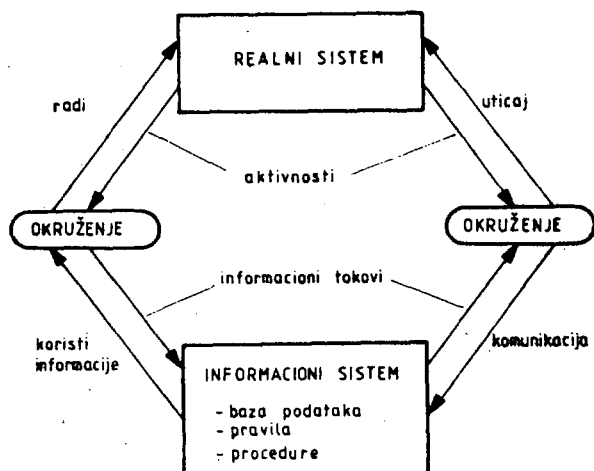 REALNI SISTEM
radi
uticaj
aktivnosti
OKRUŽENJE
OKRUŽENJE
informacioni tokovi
koristi
informacije
komunikacija
INFORMACIONI SISTEM
- baza podataka
- pravila
- procedure